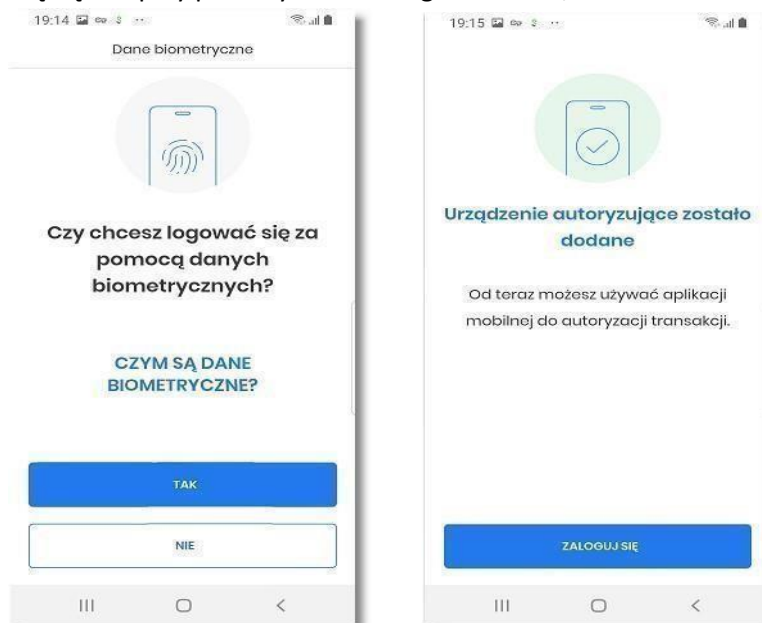 19:14
Dane biometryczne
Czy chcesz logować się za
pomocą danych
biometrycznych?
CZYM SĄ DANE
BIOMETRYCZNE?
TAK
NIE
19:15
Urządzenie autoryzujące zostało
dodane
Od teraz możesz używać aplikacji
mobilnej do autoryzacji transakcji.
ZALOGUJ SIĘ